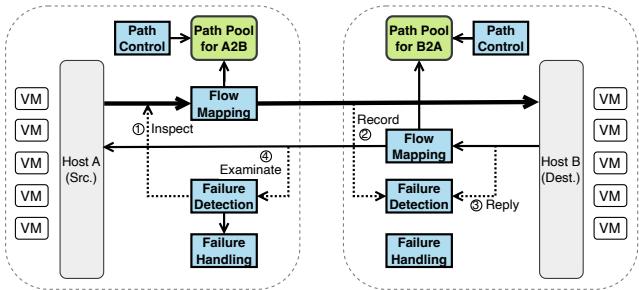 Path
Control
Path Pool
for A2B
Path Pool
for B2A
Path
Control
VM
VM
VM
VM
VM
Host A
(Src.)
Flow
Mapping
① Inspect
④
Examinate
Failure
Detection
Failure
Handling
Record
②
Flow
Mapping
Failure
Detection
③ Reply
Failure
Handling
Host B
(Dest.)
VM
VM
VM
VM
VM